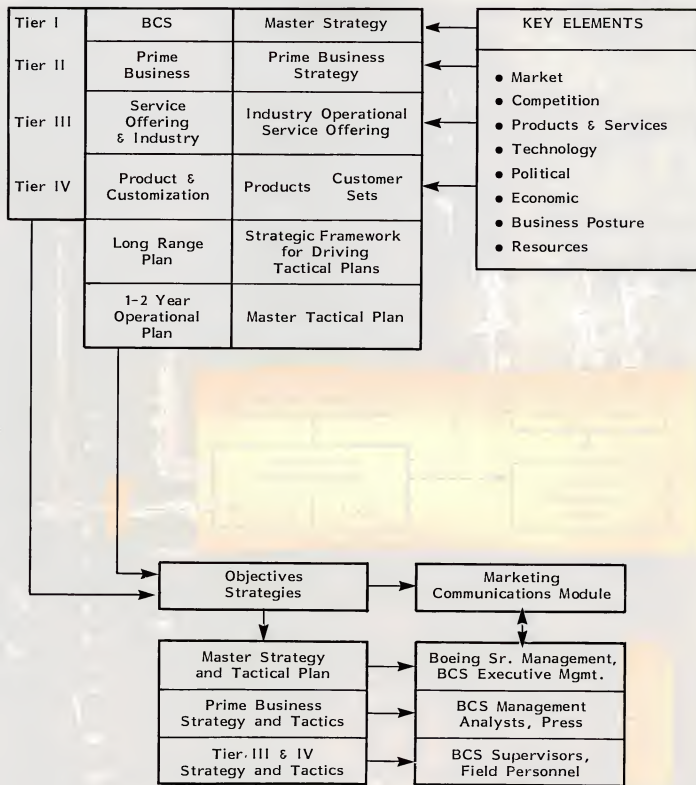 Tier I
BCS
Master Strategy
Tier II
Prime
Business
Prime Business
Strategy
Tier III
Service
Offering
& Industry
Industry Operational
Service Offering
Tier IV
Product &
Customization
Products Customer
Sets
Long Range
Plan
Strategic Framework
for Driving
Tactical Plans
1-2 Year
Operational
Plan
Master Tactical Plan
KEY ELEMENTS
● Market
● Competition
● Products & Services
● Technology
● Political
● Economic
● Business Posture
● Resources
Objectives
Strategies
Marketing
Communications Module
Master Strategy
and Tactical Plan
Boeing Sr. Management,
BCS Executive Mgmt.
Prime Business
Strategy and Tactics
BCS Management
Analysts, Press
Tier III & IV
Strategy and Tactics
BCS Supervisors,
Field Personnel